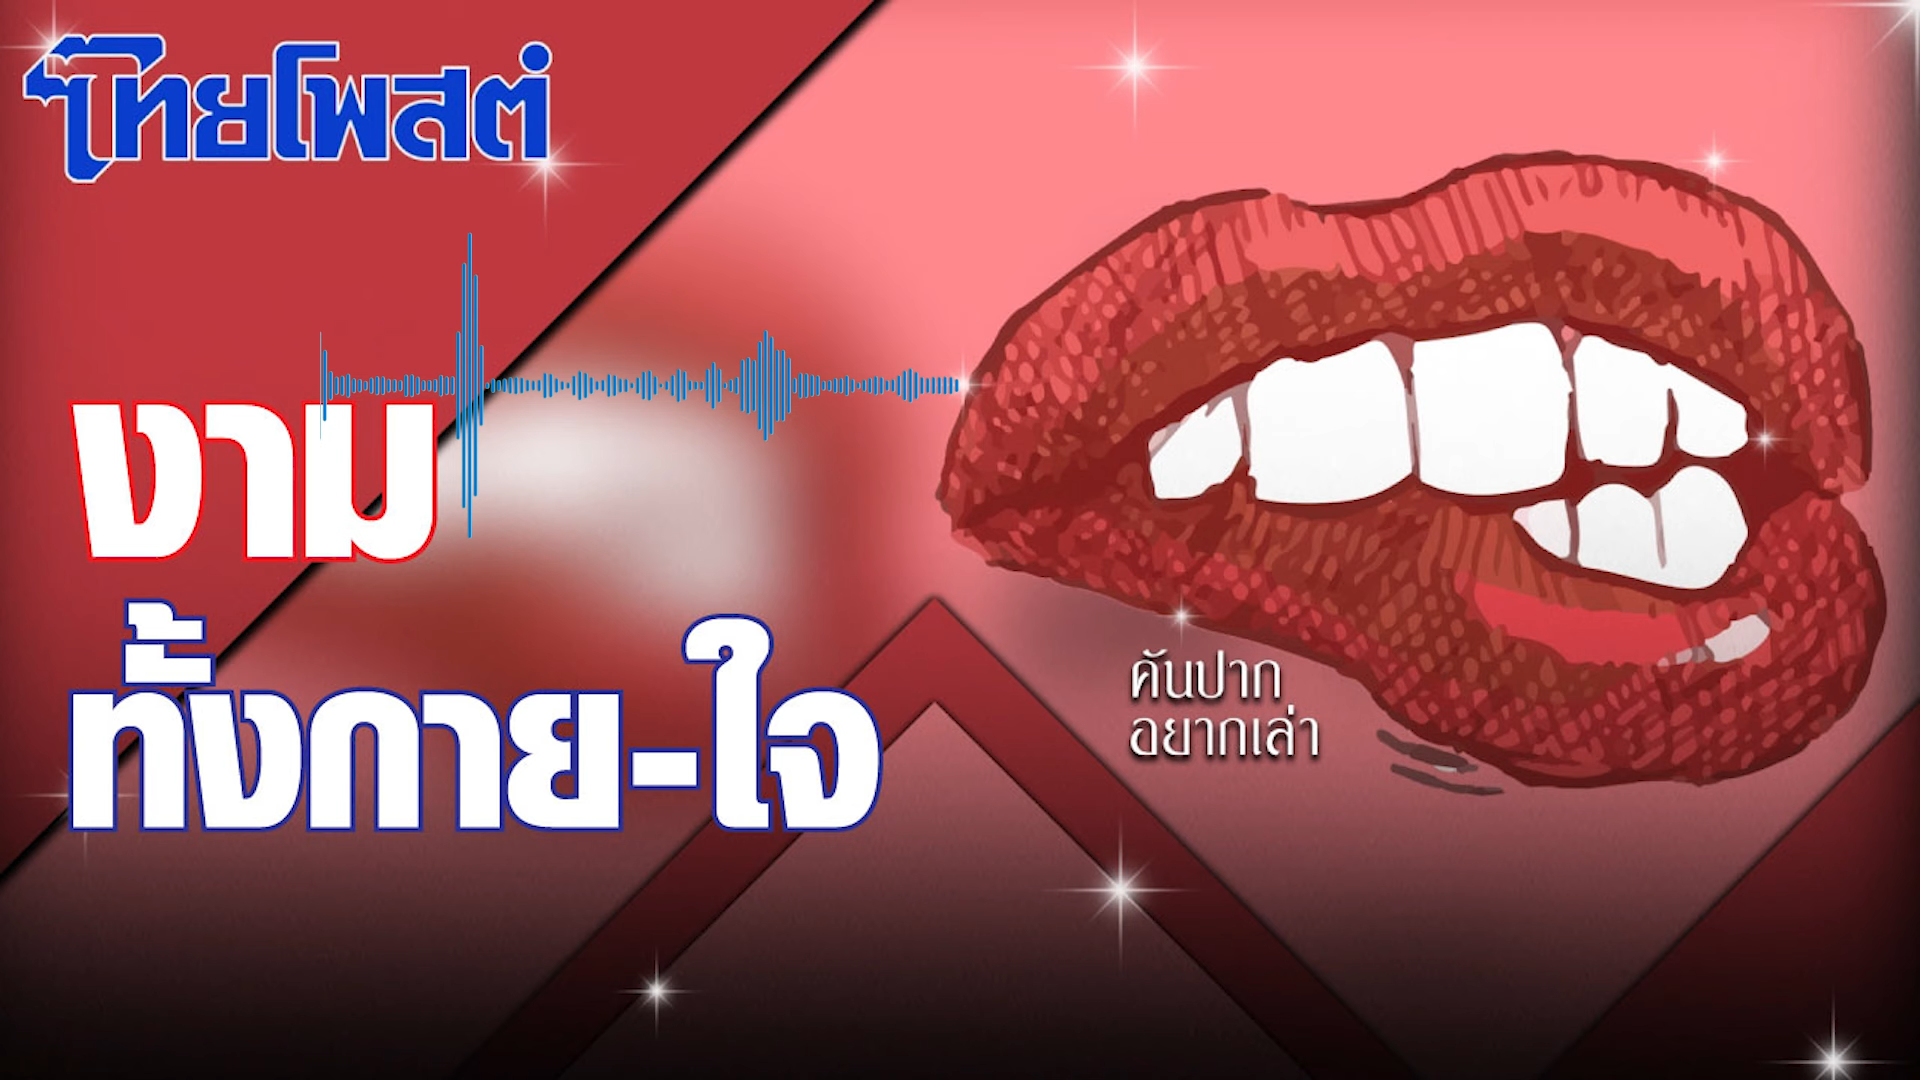 ไทยโพสต์
งาม
ทั้งกาย-ใจ
คันปาก
อยากเล่า